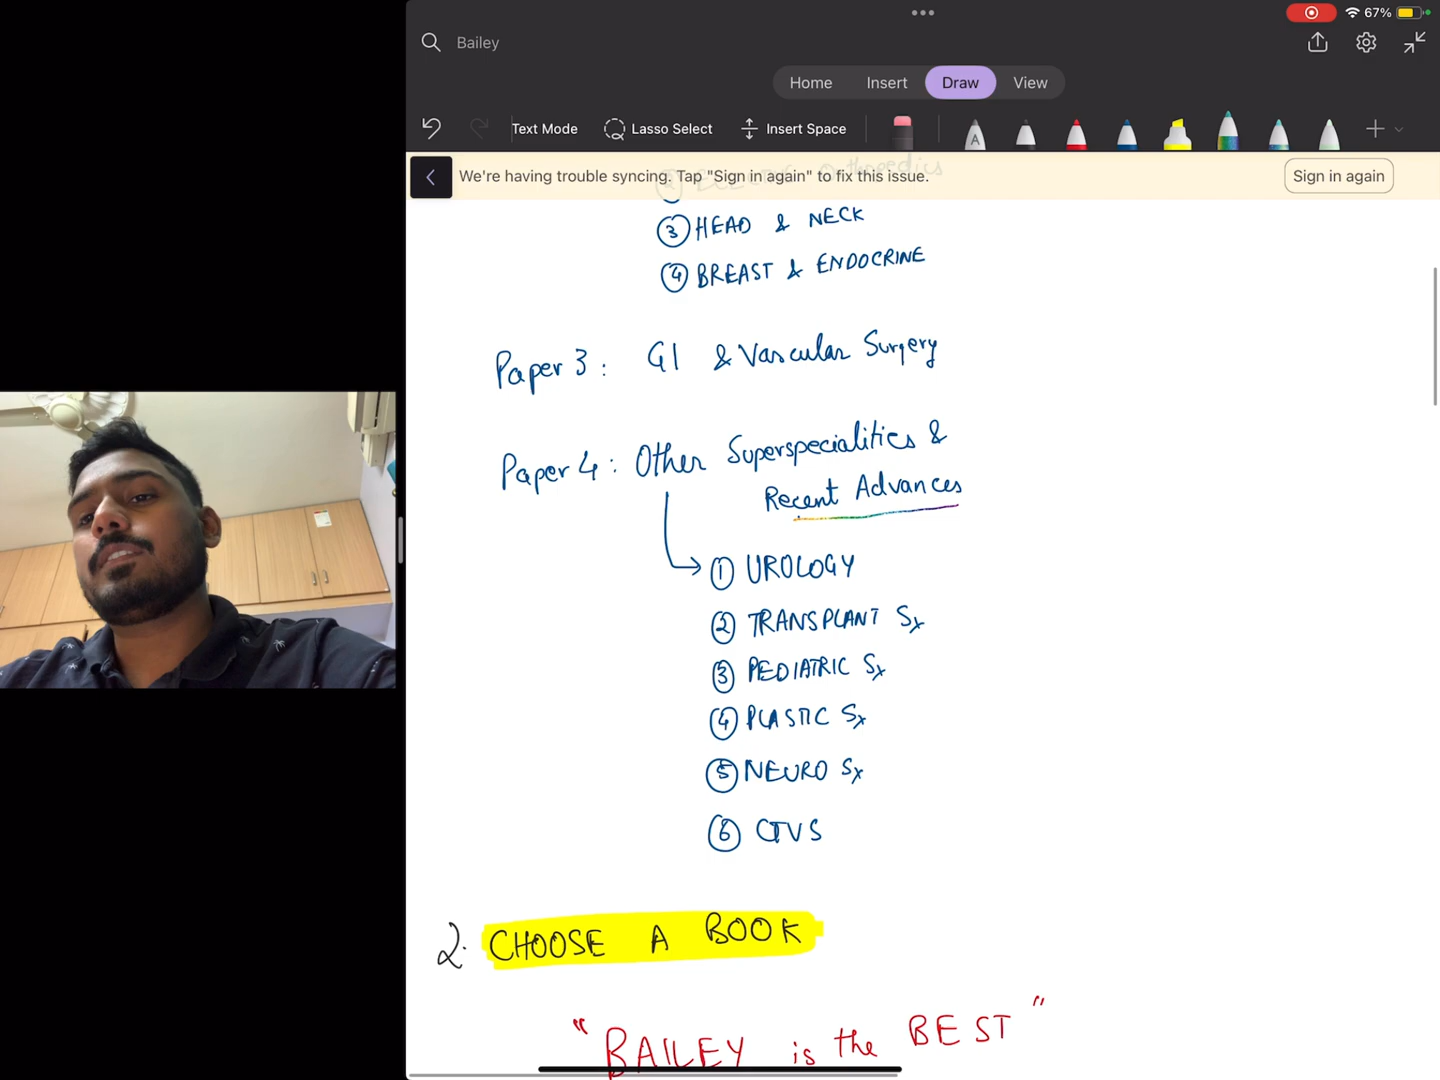 67%
Bailey
Home Insert Draw View
Text Mode Lasso Select Insert Space A
Orthopedics
We're having trouble syncing. Tap "Sign in again" to fix this issue. Sign in again
3 HEAD & NECK
4 BREAST & ENDOCRINE
Paper 3: GI & Vascular Surgery
Paper 4: Other Superspecialities &
Recent Advances
1 UROLOGY
2 TRANSPLANT Sx
3 PEDIATRIC Sx
4 PLASTIC Sx
5 NEURO Sx
6 CTVS
2. CHOOSE A BOOK
"BAILEY is the BEST"